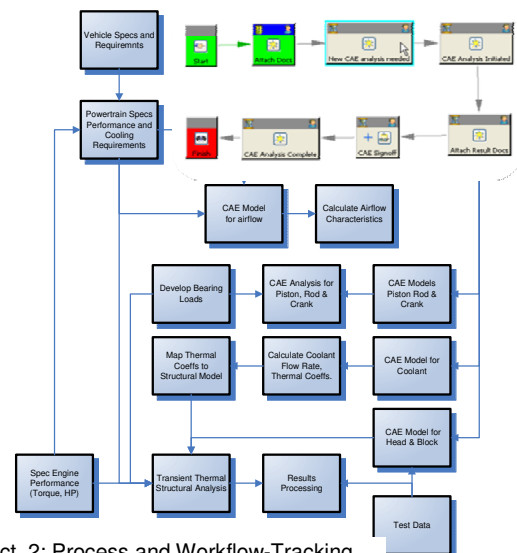 Vehicle Specs and
Requiremnts
Start
Attach Docs
New CAE analysis needed
CAE Analysis Initiated
Powertrain Specs
Performance and
Cooling
Requirements
Finish
CAE Analysis Complete
CAE Signoff
Attach Result Docs
CAE Model
for airflow
Calculate Airflow
Characteristics
Develop Bearing
Loads
CAE Analysis for
Piston, Rod &
Crank
CAE Models
Piston Rod &
Crank
Map Thermal
Coeffs to
Structural Model
Calculate Coolant
Flow Rate,
Thermal Coeffs.
CAE Model for
Coolant
CAE Model for
Head & Block
Spec Engine
Performance
(Torque, HP)
Transient Thermal
Structural Analysis
Results
Processing
Test Data
ct. 2: Process and Workflow-Tracking